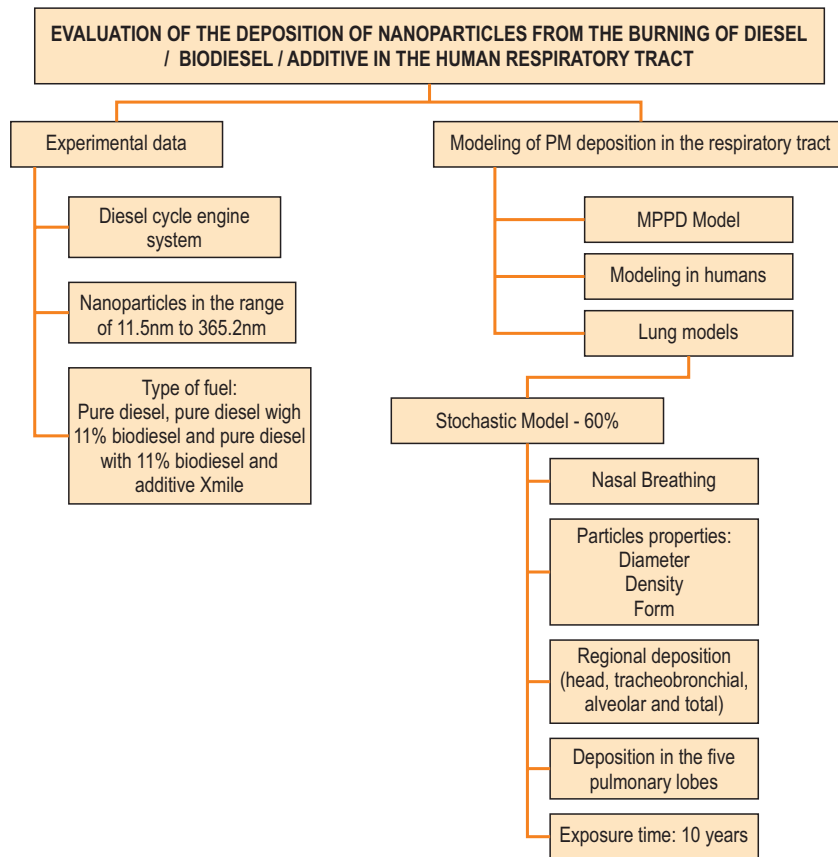 EVALUATION OF THE DEPOSITION OF NANOPARTICLES FROM THE BURNING OF DIESEL
/ BIODIESEL / ADDITIVE IN THE HUMAN RESPIRATORY TRACT
Experimental data
Diesel cycle engine
system
Nanoparticles in the range
of 11.5nm to 365.2nm
Type of fuel:
Pure diesel, pure diesel wigh
11% biodiesel and pure diesel
with 11% biodiesel and
additive Xmile
Modeling of PM deposition in the respiratory tract
MPPD Model
Modeling in humans
Lung models
Stochastic Model - 60%
Nasal Breathing
Particles properties:
Diameter
Density
Form
Regional deposition
(head, tracheobronchial,
alveolar and total)
Deposition in the five
pulmonary lobes
Exposure time: 10 years